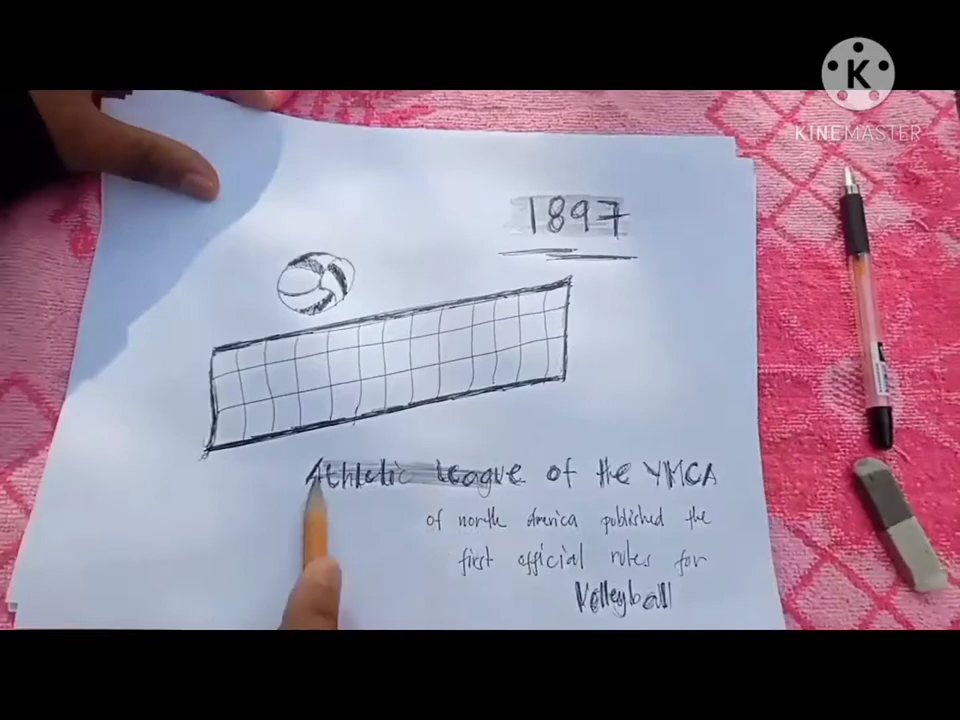 K
KINEMASTER
1897
Athletic league of the YMCA
of north America published the
first official rules for
Volleyball